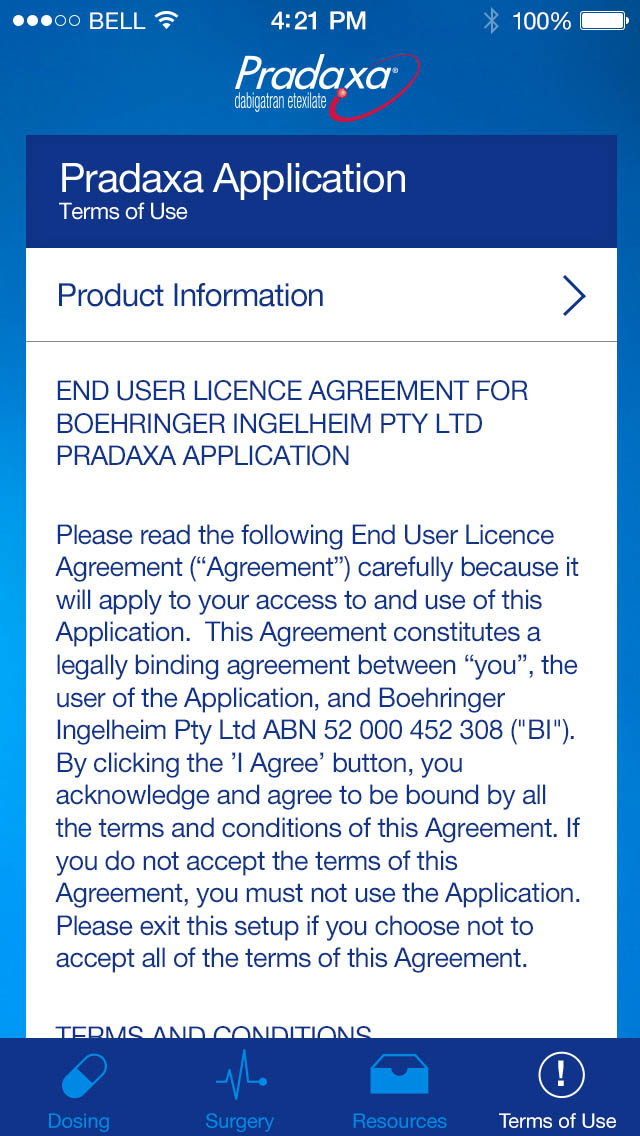 BELL 4:21 PM 100%
Pradaxa®
dabigatran etexilate
Pradaxa Application
Terms of Use
Product Information
END USER LICENCE AGREEMENT FOR
BOEHRINGER INGELHEIM PTY LTD
PRADAXA APPLICATION
Please read the following End User Licence
Agreement (“Agreement”) carefully because it
will apply to your access to and use of this
Application.  This Agreement constitutes a
legally binding agreement between “you”, the
user of the Application, and Boehringer
Ingelheim Pty Ltd ABN 52 000 452 308 ("BI").
By clicking the ’I Agree’ button, you
acknowledge and agree to be bound by all
the terms and conditions of this Agreement. If
you do not accept the terms of this
Agreement, you must not use the Application.
Please exit this setup if you choose not to
accept all of the terms of this Agreement.
TERMS AND CONDITIONS
Dosing Surgery Resources Terms of Use